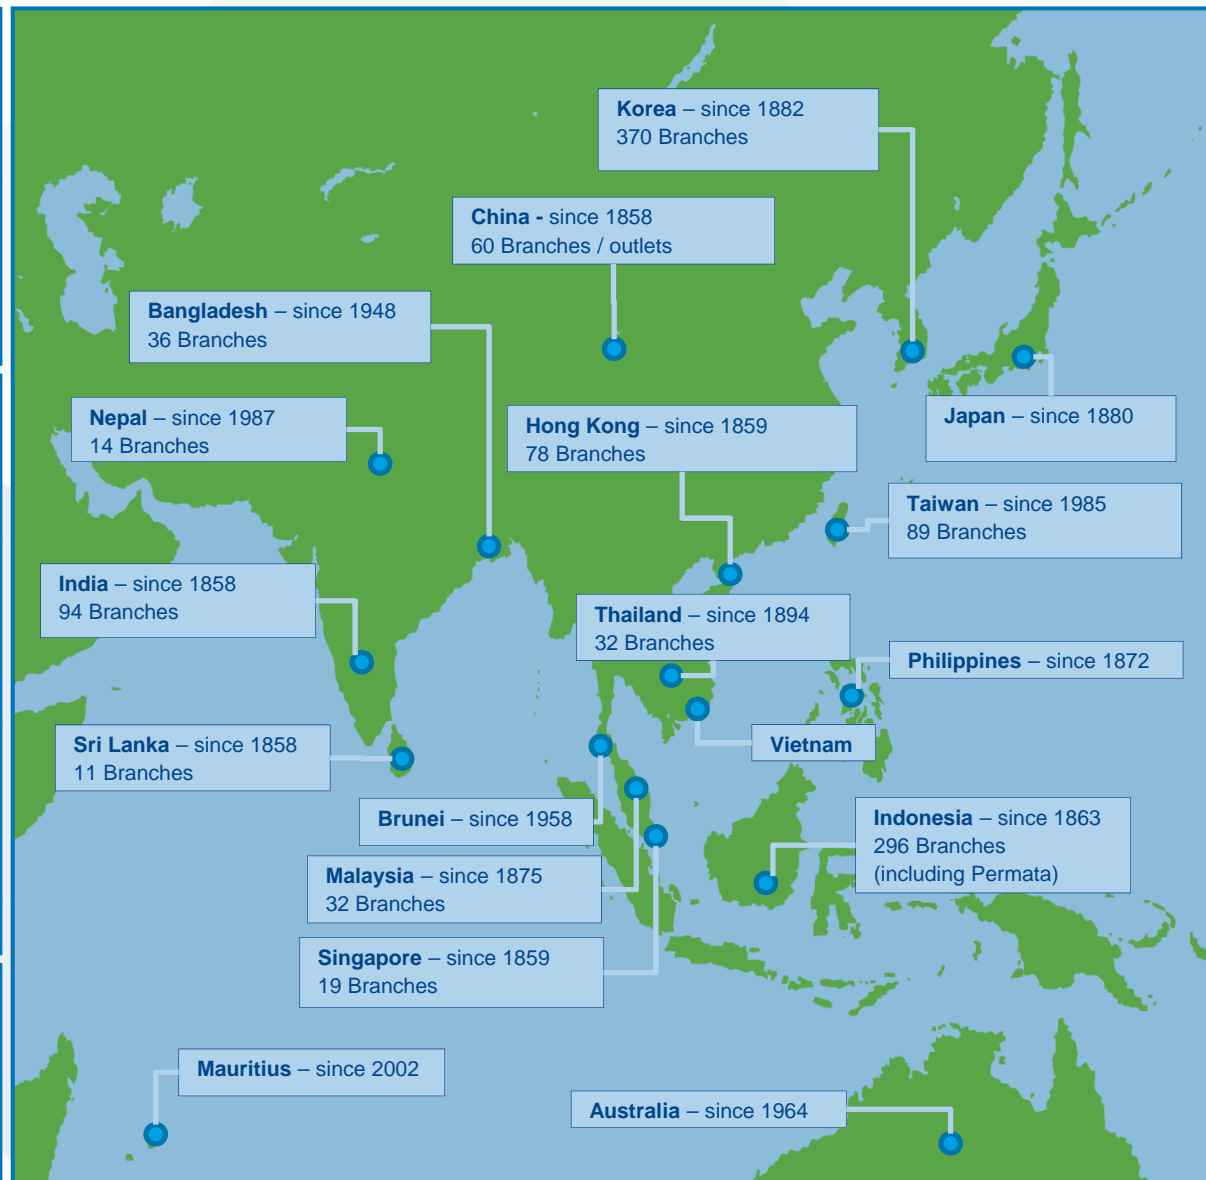 Korea – since 1882
370 Branches
China - since 1858
60 Branches / outlets
Bangladesh – since 1948
36 Branches
Nepal – since 1987
14 Branches
Hong Kong – since 1859
78 Branches
Japan – since 1880
Taiwan – since 1985
89 Branches
India – since 1858
94 Branches
Thailand – since 1894
32 Branches
Philippines – since 1872
Sri Lanka – since 1858
11 Branches
Vietnam
Brunei – since 1958
Indonesia – since 1863
296 Branches
(including Permata)
Malaysia – since 1875
32 Branches
Singapore – since 1859
19 Branches
Mauritius – since 2002
Australia – since 1964